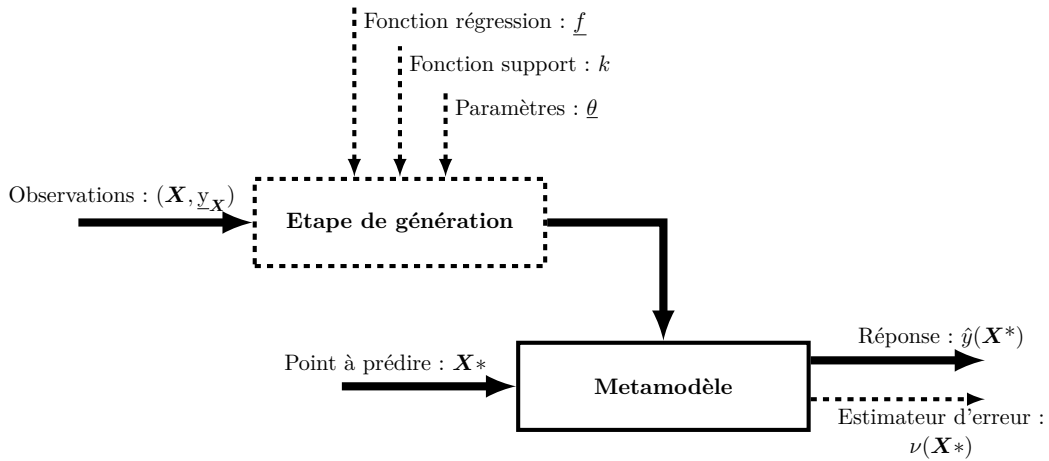 Fonction régression : f
Fonction support : k
Paramètres : θ
Observations : (X, y_X)
Etape de génération
Réponse : ŷ(X*)
Point à prédire : X*
Metamodèle
Estimateur d'erreur :
ν(X*)